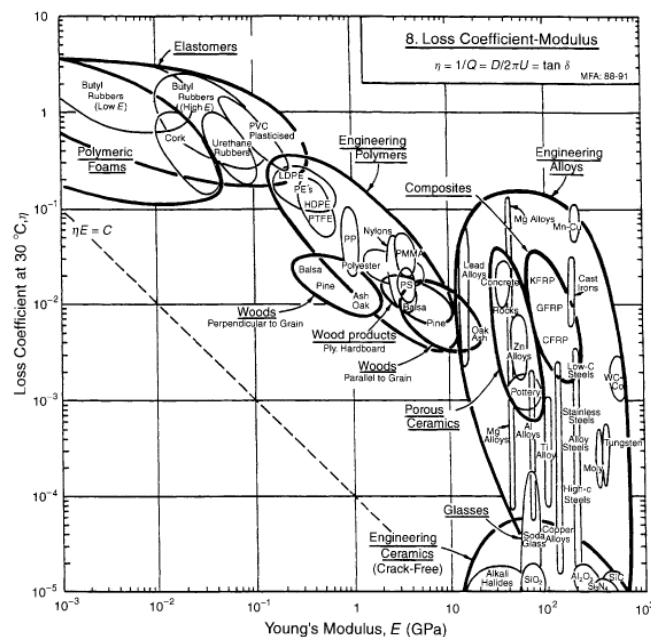 8. Loss Coefficient-Modulus
η = 1/Q = D/2πU = tan δ
MFA: 88-91
Elastomers
Butyl
Rubbers
(Low E)
Butyl
Rubbers
(High E)
PVC
Plasticised
Cork
Urethane
Rubbers
Polymeric
Foams
Engineering
Polymers
LDPE
PE's
HDPE
PTFE
Nylons
PP
PMMA
Polyester
PS
Balsa
Pine
Ash
Oak
Woods
Perpendicular to Grain
Wood products
Ply. Hardboard
Balsa
Pine
Oak
Ash
Woods
Parallel to Grain
Composites
Engineering
Alloys
Mg Alloys
Mn-Cu
Lead
Alloys
Concrete
Rocks
KFRP
GFRP
CFRP
Cast
Irons
Zn
Alloys
Low-C
Steels
WC-
Co
Pottery
Porous
Ceramics
Mg
Alloys
Al
Alloys
Ti
Alloy
Stainless
Steels
Alloy
Steels
Tungsten
Moly
High-c
Steels
Glasses
Soda
Glass
Copper
Alloys
Engineering
Ceramics
(Crack-Free)
Alkali
Halides
SiO₂
Al₂O₃
SiC
Si₃N₄
ηE = C
Loss Coefficient at 30 °C,η
10
1
10⁻¹
10⁻²
10⁻³
10⁻⁴
10⁻⁵
10⁻³
10⁻²
10⁻¹
1
10
10²
10³
Young's Modulus, E (GPa)